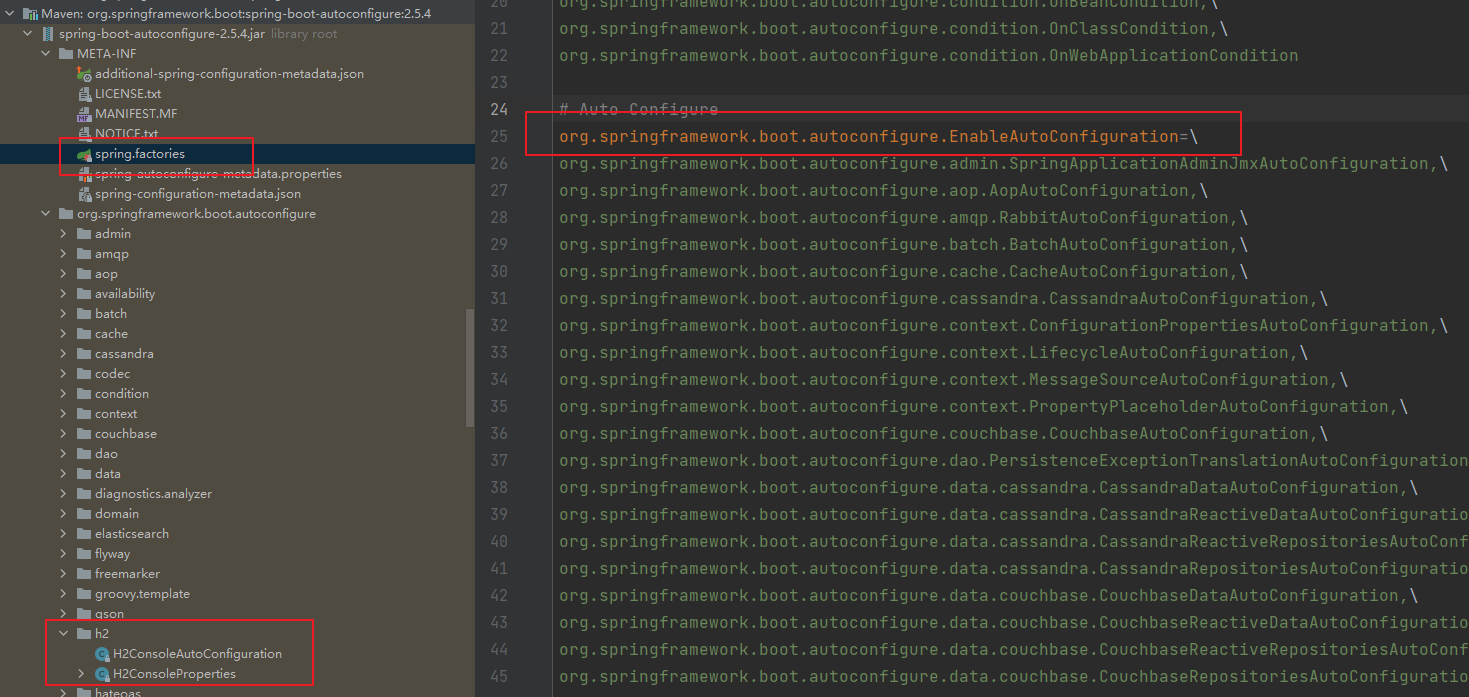 Maven: org.springframework.boot:spring-boot-autoconfigure:2.5.4
spring-boot-autoconfigure-2.5.4.jar library root
META-INF
additional-spring-configuration-metadata.json
LICENSE.txt
MANIFEST.MF
NOTICE.txt
spring.factories
spring-autoconfigure-metadata.properties
spring-configuration-metadata.json
org.springframework.boot.autoconfigure
admin
amqp
aop
availability
batch
cache
cassandra
codec
condition
context
couchbase
dao
data
diagnostics.analyzer
domain
elasticsearch
flyway
freemarker
groovy.template
gson
h2
H2ConsoleAutoConfiguration
H2ConsoleProperties
hateoas
20 org.springframework.boot.autoconfigure.condition.OnBeanCondition,\
21 org.springframework.boot.autoconfigure.condition.OnClassCondition,\
22 org.springframework.boot.autoconfigure.condition.OnWebApplicationCondition
23
24 # Auto Configure
25 org.springframework.boot.autoconfigure.EnableAutoConfiguration=\
26 org.springframework.boot.autoconfigure.admin.SpringApplicationAdminJmxAutoConfiguration,\
27 org.springframework.boot.autoconfigure.aop.AopAutoConfiguration,\
28 org.springframework.boot.autoconfigure.amqp.RabbitAutoConfiguration,\
29 org.springframework.boot.autoconfigure.batch.BatchAutoConfiguration,\
30 org.springframework.boot.autoconfigure.cache.CacheAutoConfiguration,\
31 org.springframework.boot.autoconfigure.cassandra.CassandraAutoConfiguration,\
32 org.springframework.boot.autoconfigure.context.ConfigurationPropertiesAutoConfiguration,\
33 org.springframework.boot.autoconfigure.context.LifecycleAutoConfiguration,\
34 org.springframework.boot.autoconfigure.context.MessageSourceAutoConfiguration,\
35 org.springframework.boot.autoconfigure.context.PropertyPlaceholderAutoConfiguration,\
36 org.springframework.boot.autoconfigure.couchbase.CouchbaseAutoConfiguration,\
37 org.springframework.boot.autoconfigure.dao.PersistenceExceptionTranslationAutoConfiguration
38 org.springframework.boot.autoconfigure.data.cassandra.CassandraDataAutoConfiguration,\
39 org.springframework.boot.autoconfigure.data.cassandra.CassandraReactiveDataAutoConfiguratio
40 org.springframework.boot.autoconfigure.data.cassandra.CassandraReactiveRepositoriesAutoConf
41 org.springframework.boot.autoconfigure.data.cassandra.CassandraRepositoriesAutoConfiguratio
42 org.springframework.boot.autoconfigure.data.couchbase.CouchbaseDataAutoConfiguration,\
43 org.springframework.boot.autoconfigure.data.couchbase.CouchbaseReactiveDataAutoConfiguratio
44 org.springframework.boot.autoconfigure.data.couchbase.CouchbaseReactiveRepositoriesAutoConf
45 org.springframework.boot.autoconfigure.data.couchbase.CouchbaseRepositoriesAutoConfiguratio